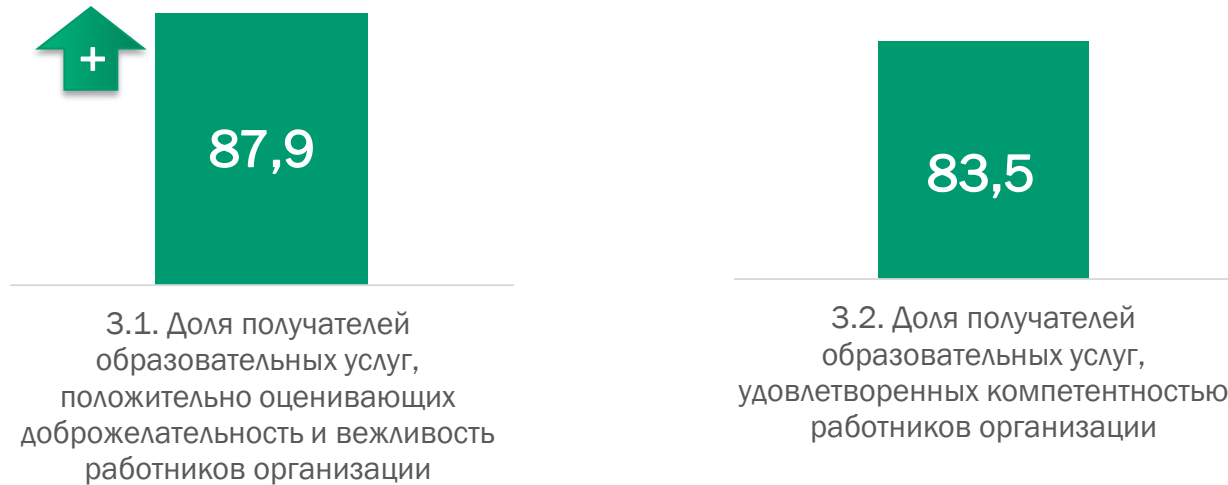 +
87,9
3.1. Доля получателей
образовательных услуг,
положительно оценивающих
доброжелательность и вежливость
работников организации
83,5
3.2. Доля получателей
образовательных услуг,
удовлетворенных компетентностью
работников организации